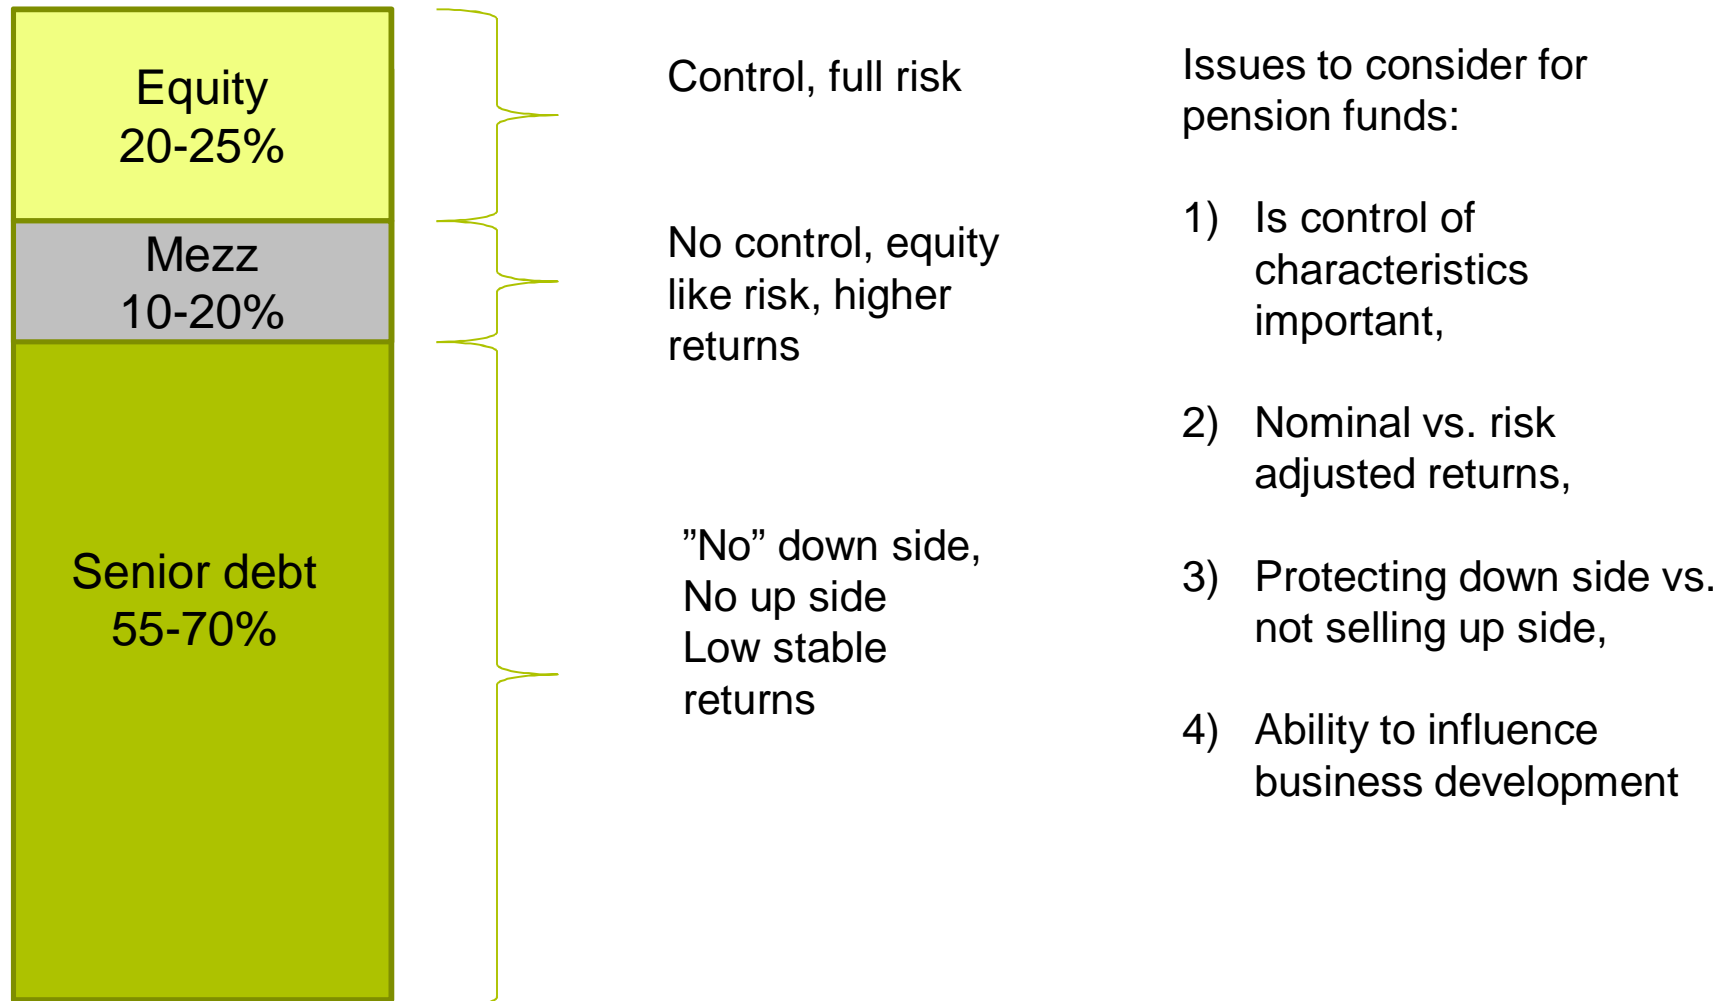 Equity
20-25%
Mezz
10-20%
Senior debt
55-70%
Control, full risk
No control, equity
like risk, higher
returns
”No” down side,
No up side
Low stable
returns
Issues to consider for
pension funds:
1) Is control of
characteristics
important,
2) Nominal vs. risk
adjusted returns,
3) Protecting down side vs.
not selling up side,
4) Ability to influence
business development